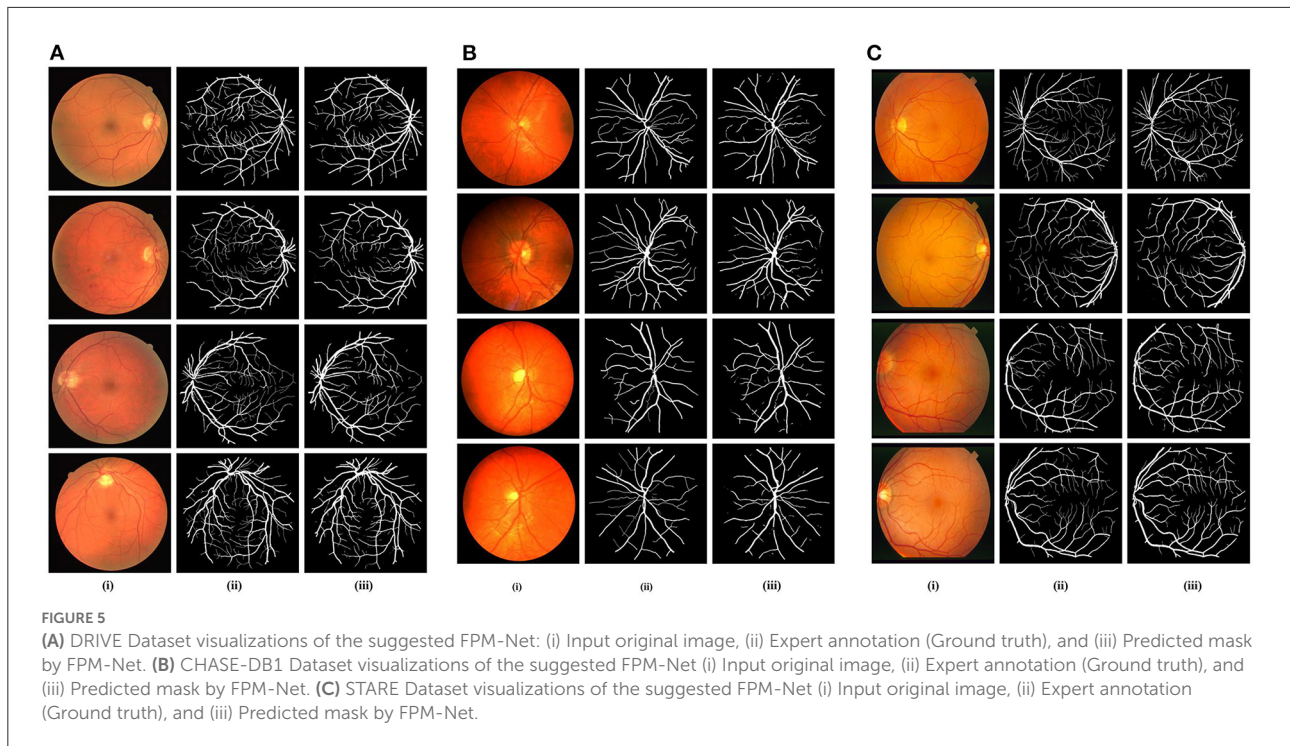 A
B
C
(i)
(ii)
(iii)
(i)
(ii)
(iii)
(i)
(ii)
(iii)
FIGURE 5
(A) DRIVE Dataset visualizations of the suggested FPM-Net: (i) Input original image, (ii) Expert annotation (Ground truth), and (iii) Predicted mask
by FPM-Net. (B) CHASE-DB1 Dataset visualizations of the suggested FPM-Net (i) Input original image, (ii) Expert annotation (Ground truth), and
(iii) Predicted mask by FPM-Net. (C) STARE Dataset visualizations of the suggested FPM-Net (i) Input original image, (ii) Expert annotation
(Ground truth), and (iii) Predicted mask by FPM-Net.